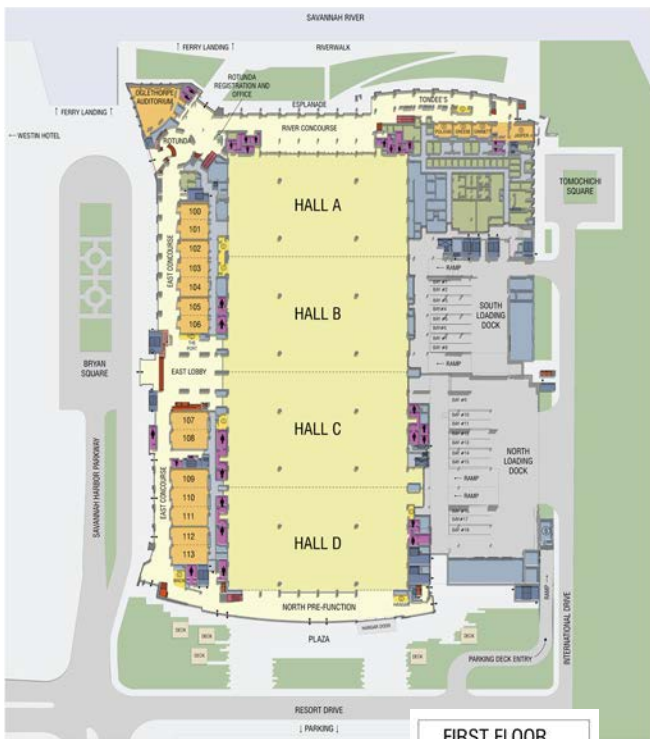 SAVANNAH RIVER
↑ FERRY LANDING ↑
RIVERWALK
ROTUNDA
REGISTRATION AND
OFFICE
OGLETHORPE
AUDITORIUM
ESPLANADE
TONDEE'S
↑ FERRY LANDING ↑
RIVER CONCOURSE
← WESTIN HOTEL
ROTUNDA
TOMOCHICHI
SQUARE
HALL A
100
101
102
103
104
105
106
EAST CONCOURSE
← RAMP
HALL B
SOUTH
LOADING
DOCK
← RAMP
BRYAN
SQUARE
EAST LOBBY
HALL C
107
108
109
110
111
112
113
EAST CONCOURSE
SAVANNAH HARBOR PARKWAY
NORTH
LOADING
DOCK
← RAMP
← RAMP
HALL D
NORTH PRE-FUNCTION
HANGAR DOOR
PLAZA
DECK
DECK
DECK
DECK
DECK
DECK
RAMP →
INTERNATIONAL DRIVE
PARKING DECK ENTRY
RESORT DRIVE
↓ PARKING ↓
FIRST FLOOR